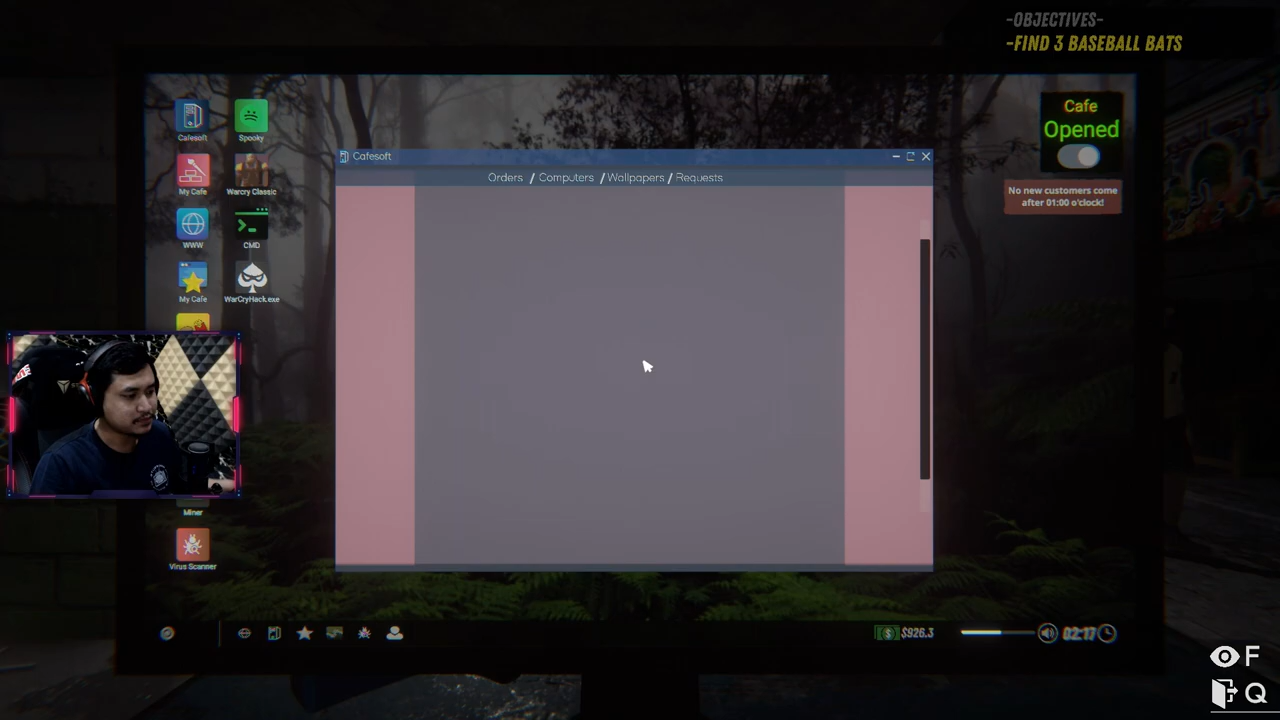 -OBJECTIVES-
-FIND 3 BASEBALL BATS
Cafesoft
Spooky
My Cafe
Warcry Classic
WWW
CMD
My Cafe
WarCryHack.exe
Miner
Virus Scanner
Cafesoft
Orders / Computers / Wallpapers / Requests
Cafe
Opened
No new customers come
after 01:00 o'clock!
$926.3
02:17
F
Q